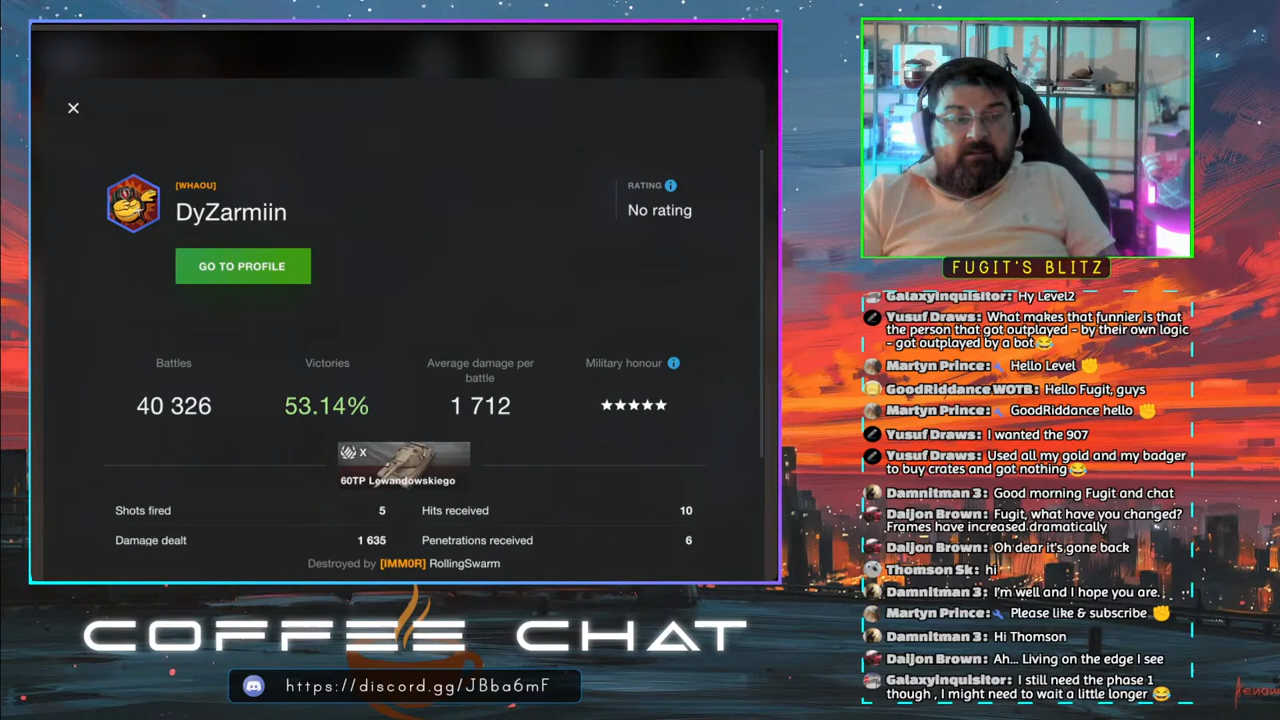 [WHAOU]
DyZarmiin
GO TO PROFILE
RATING
No rating
Battles
40 326
Victories
53.14%
Average damage per
battle
1 712
Military honour
★★★★★
X
60TP Lewandowskiego
Shots fired 5
Hits received 10
Damage dealt 1 635
Penetrations received 6
Destroyed by [IMM0R] RollingSwarm
COFFEE CHAT
https://discord.gg/JBba6mF
FUGIT'S BLITZ
GalaxyInquisitor: Hy Level2
Yusuf Draws: What makes that funnier is that
the person that got outplayed - by their own logic
- got outplayed by a bot😂
Martyn Prince: Hello Level ✊
GoodRiddance WOTB: Hello Fugit, guys
Martyn Prince: GoodRiddance hello ✊
Yusuf Draws: I wanted the 907
Yusuf Draws: Used all my gold and my badger
to buy crates and got nothing😂
Damnitman 3: Good morning Fugit and chat
Daijon Brown: Fugit, what have you changed?
Frames have increased dramatically
Daijon Brown: Oh dear it's gone back
Thomson Sk: hi
Damnitman 3: I'm well and I hope you are. . .
Martyn Prince: Please like & subscribe ✊
Damnitman 3: Hi Thomson
Daijon Brown: Ah... Living on the edge I see
GalaxyInquisitor: I still need the phase 1
though , I might need to wait a little longer 😂